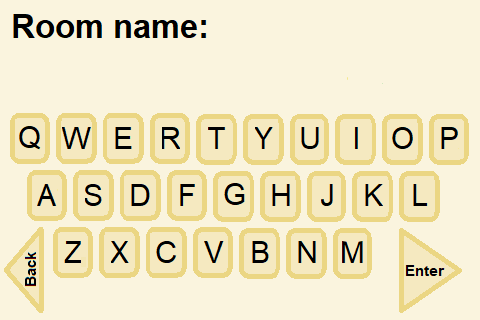 Room name:
Q W E R T Y U I O P
A S D F G H J K L
Z X C V B N M
Back
Enter